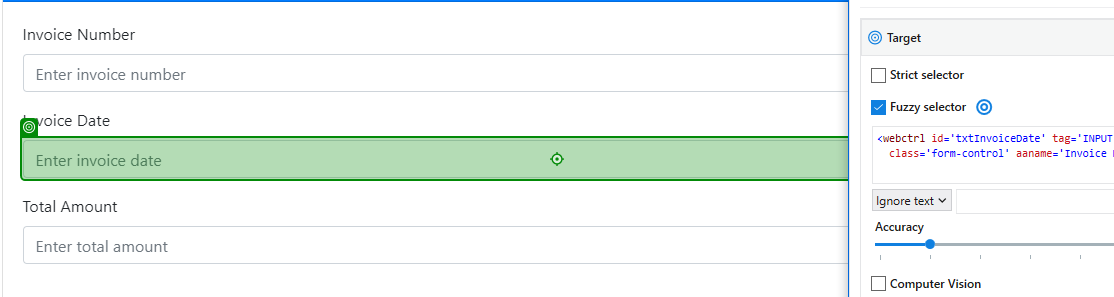 Invoice Number
Enter invoice number
Invoice Date
Enter invoice date
Total Amount
Enter total amount
Target
Strict selector
Fuzzy selector
<webctrl id='txtInvoiceDate' tag='INPUT
class='form-control' aaname='Invoice
Ignore text
Accuracy
Computer Vision